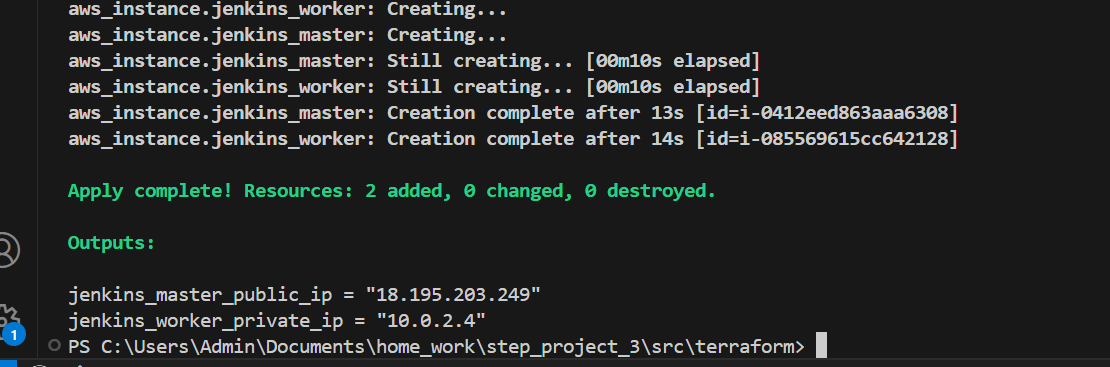 aws_instance.jenkins_worker: Creating...
aws_instance.jenkins_master: Creating...
aws_instance.jenkins_master: Still creating... [00m10s elapsed]
aws_instance.jenkins_worker: Still creating... [00m10s elapsed]
aws_instance.jenkins_master: Creation complete after 13s [id=i-0412eed863aaa6308]
aws_instance.jenkins_worker: Creation complete after 14s [id=i-085569615cc642128]
Apply complete! Resources: 2 added, 0 changed, 0 destroyed.
Outputs:
jenkins_master_public_ip = "18.195.203.249"
jenkins_worker_private_ip = "10.0.2.4"
1
PS C:\Users\Admin\Documents\home_work\step_project_3\src\terraform>